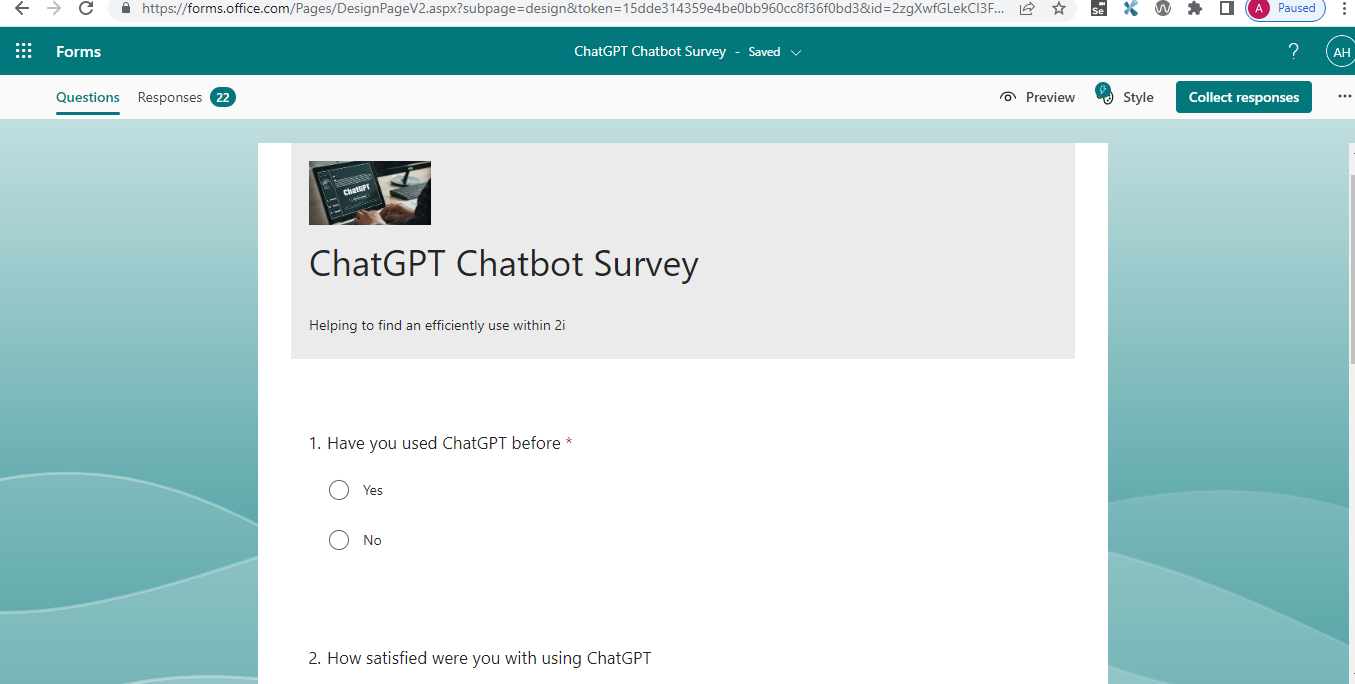 https://forms.office.com/Pages/DesignPageV2.aspx?subpage=design&token=15dde314359e4be0bb960cc8f36f0bd3&id=2zgXwfGLekCI3F...
Se
A Paused
Forms
ChatGPT Chatbot Survey - Saved
? AH
Questions Responses 22
Preview Style Collect responses ...
ChatGPT
ChatGPT Chatbot Survey
Helping to find an efficiently use within 2i
1. Have you used ChatGPT before *
Yes
No
2. How satisfied were you with using ChatGPT